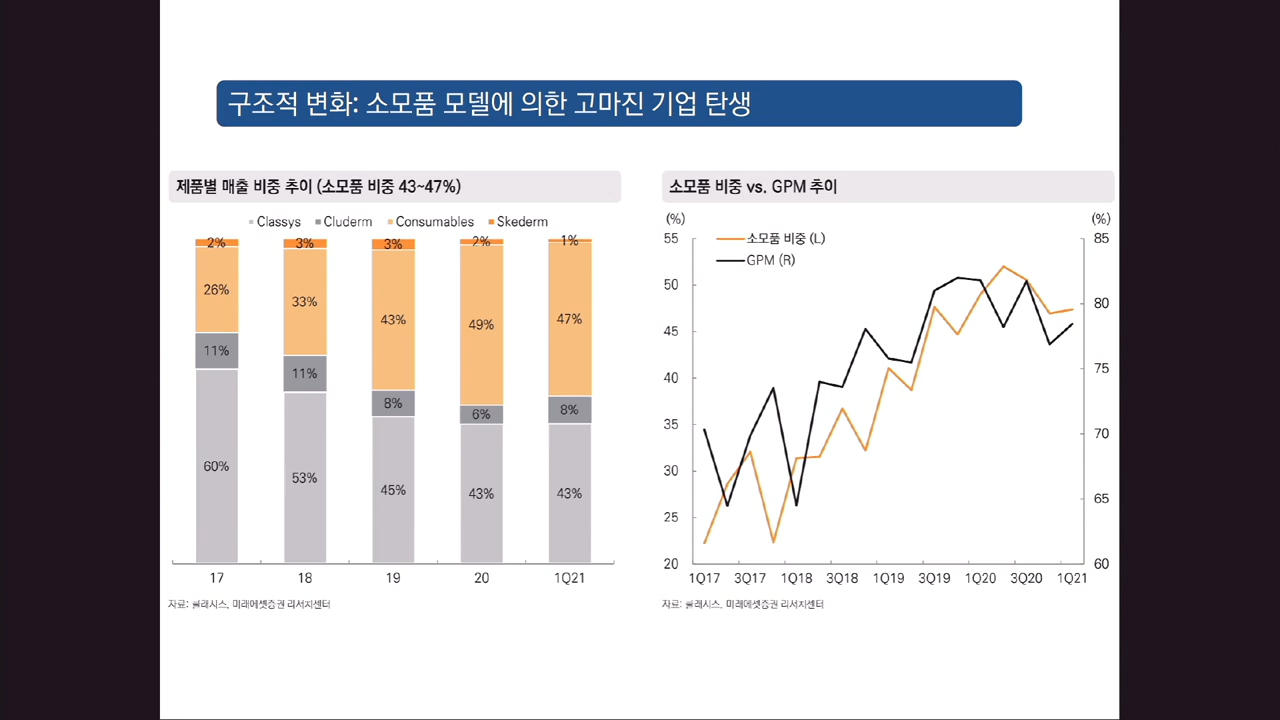 구조적 변화: 소모품 모델에 의한 고마진 기업 탄생
제품별 매출 비중 추이 (소모품 비중 43~47%)
Classys Cluderm Consumables Skederm
2% 3% 3% 2% 1%
26% 33% 43% 49% 47%
11% 11% 8% 6% 8%
60% 53% 45% 43% 43%
17 18 19 20 1Q21
자료: 클래시스, 미래에셋증권 리서치센터
소모품 비중 vs. GPM 추이
(%) (%)
소모품 비중 (L)
GPM (R)
55 85
50
80
45
75
40
35
70
30
65
25
20 60
1Q17 3Q17 1Q18 3Q18 1Q19 3Q19 1Q20 3Q20 1Q21
자료: 클래시스, 미래에셋증권 리서치센터